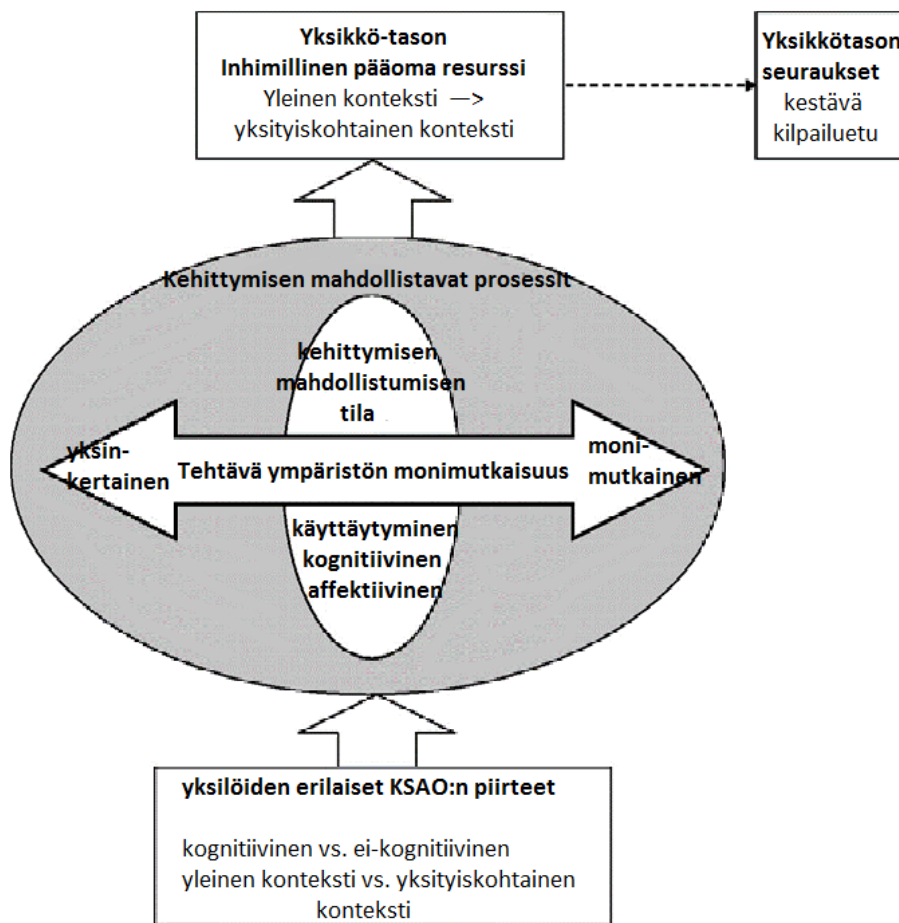 Yksikkö-tason
Inhimillinen pääoma resurssi
Yleinen konteksti —>
yksityiskohtainen konteksti
Yksikkötason
seuraukset
kestävä
kilpailuetu
Kehittymisen mahdollistavat prosessit
kehittymisen
mahdollistumisen
tila
yksin-
kertainen
Tehtävä ympäristön monimutkaisuus
moni-
mutkainen
käyttäytyminen
kognitiivinen
affektiivinen
yksilöiden erilaiset KSAO:n piirteet
kognitiivinen vs. ei-kognitiivinen
yleinen konteksti vs. yksityiskohtainen
konteksti